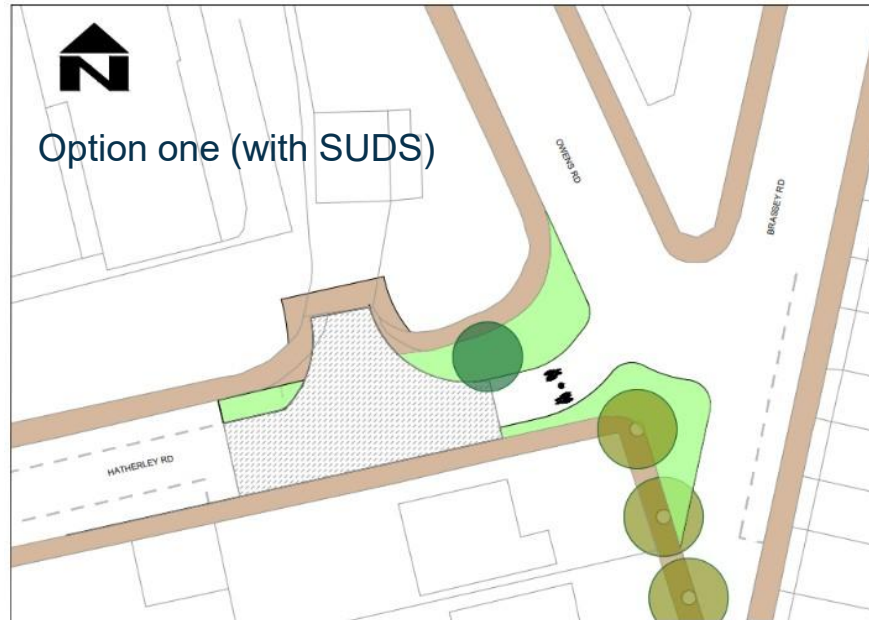 N
Option one (with SUDS)
OWENS RD
BRASSEY RD
HATHERLEY RD